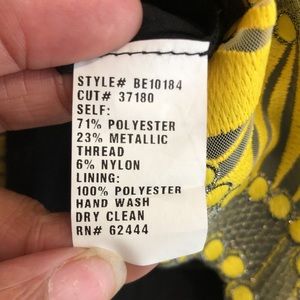 STYLE# BE10184
CUT# 37180
SELF:
71% POLYESTER
23% METALLIC
THREAD
6% NYLON
LINING:
100% POLYESTER
HAND WASH
DRY CLEAN
RN# 62444